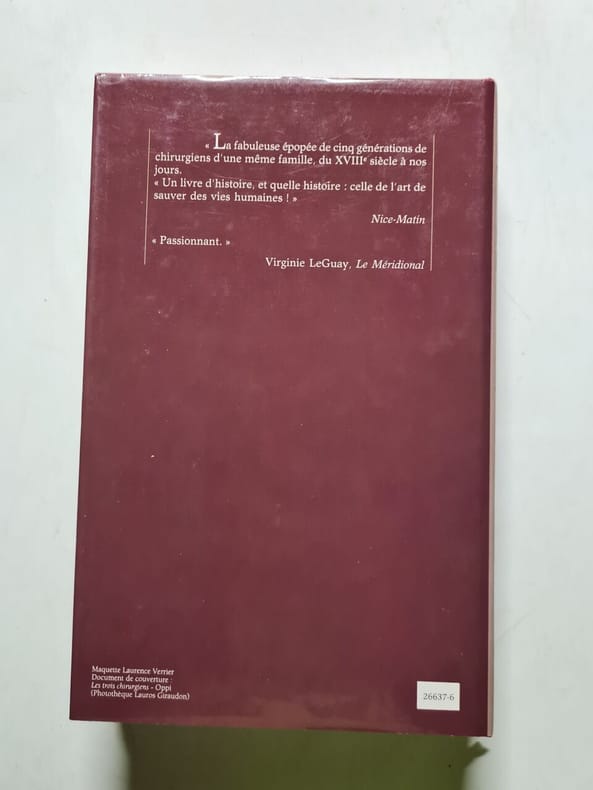 « La fabuleuse épopée de cinq générations de
chirurgiens d'une même famille, du XVIIIe siècle à nos
jours.
« Un livre d'histoire, et quelle histoire : celle de l'art de
sauver des vies humaines ! »
Nice-Matin
« Passionnant. »
Virginie LeGuay, Le Méridional
Maquette Laurence Verrier
Document de couverture :
Les trois chirurgiens - Oppi
(Photothèque Lauros Giraudon)
26637-6